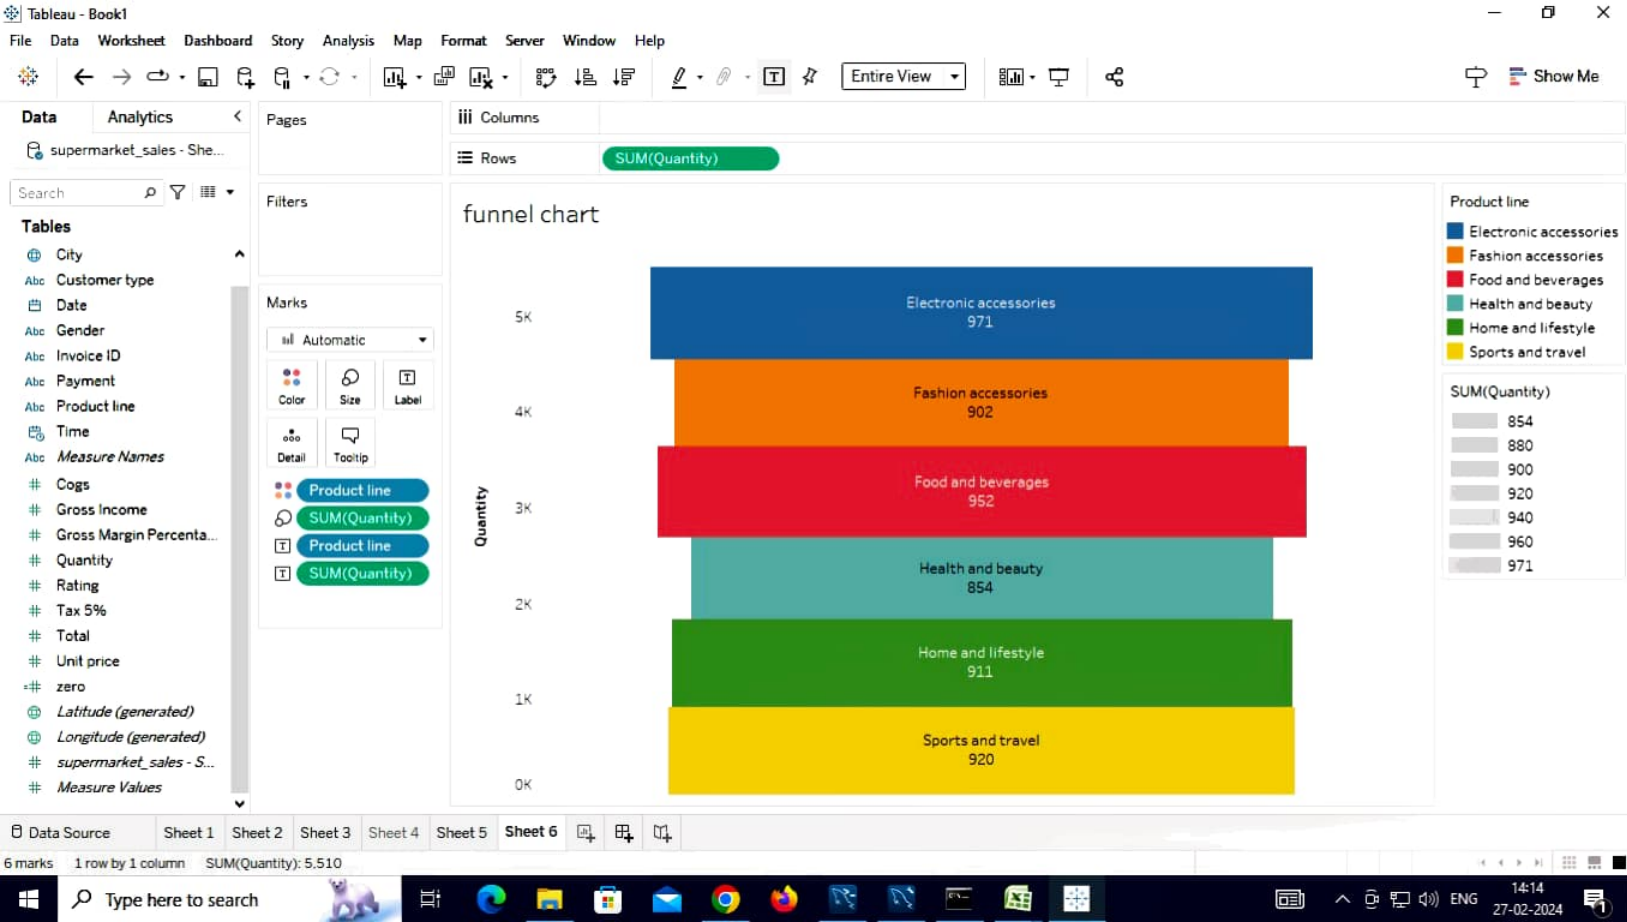 Tableau - Book1
File Data Worksheet Dashboard Story Analysis Map Format Server Window Help
Entire View
Show Me
Data Analytics
supermarket_sales - She...
Search
Tables
City
Abc Customer type
Date
Abc Gender
Abc Invoice ID
Abc Payment
Abc Product line
Time
Abc Measure Names
# Cogs
# Gross Income
# Gross Margin Percenta...
# Quantity
# Rating
# Tax 5%
# Total
# Unit price
=# zero
Latitude (generated)
Longitude (generated)
# supermarket_sales - S...
# Measure Values
Pages
Filters
Marks
Automatic
Color Size Label
Detail Tooltip
Product line
SUM(Quantity)
T Product line
T SUM(Quantity)
Columns
Rows SUM(Quantity)
funnel chart
Quantity
5K
4K
3K
2K
1K
0K
Electronic accessories
971
Fashion accessories
902
Food and beverages
952
Health and beauty
854
Home and lifestyle
911
Sports and travel
920
Product line
Electronic accessories
Fashion accessories
Food and beverages
Health and beauty
Home and lifestyle
Sports and travel
SUM(Quantity)
854
880
900
920
940
960
971
Data Source Sheet 1 Sheet 2 Sheet 3 Sheet 4 Sheet 5 Sheet 6
6 marks 1 row by 1 column SUM(Quantity): 5,510
Type here to search
ENG
14:14
27-02-2024
1